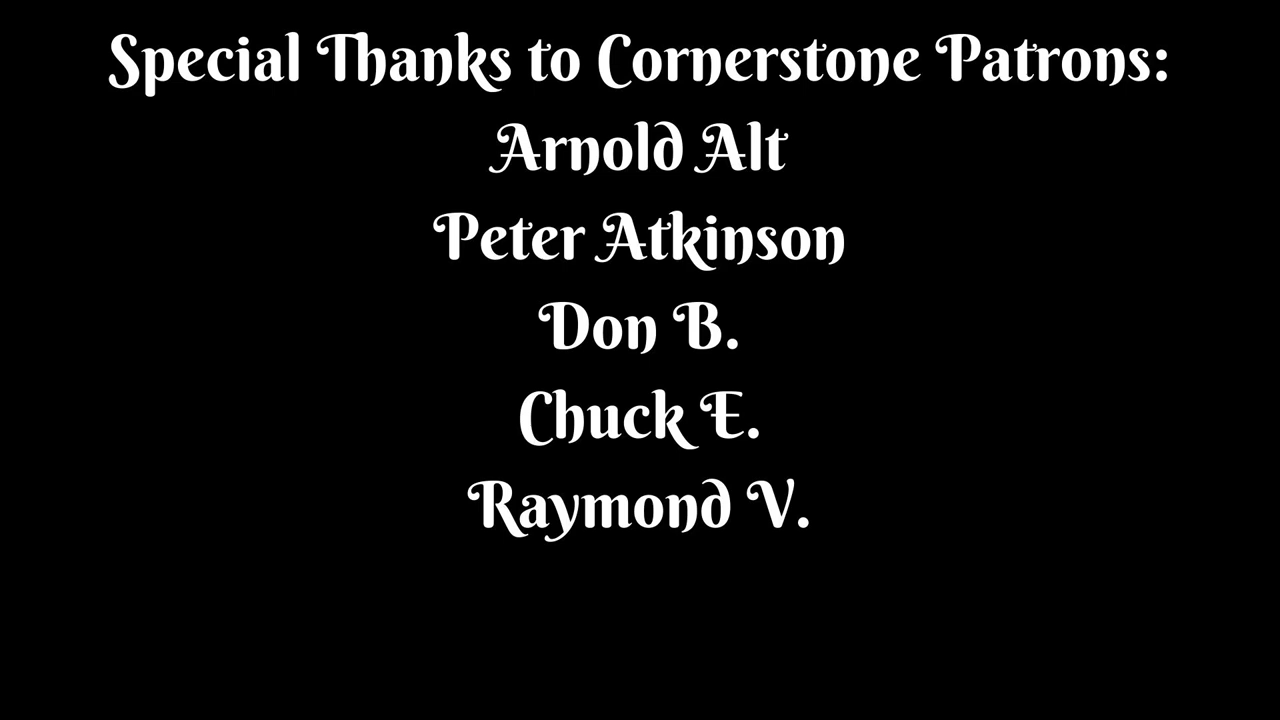 Special Thanks to Cornerstone Patrons:
Arnold Alt
Peter Atkinson
Don B.
Chuck E.
Raymond V.